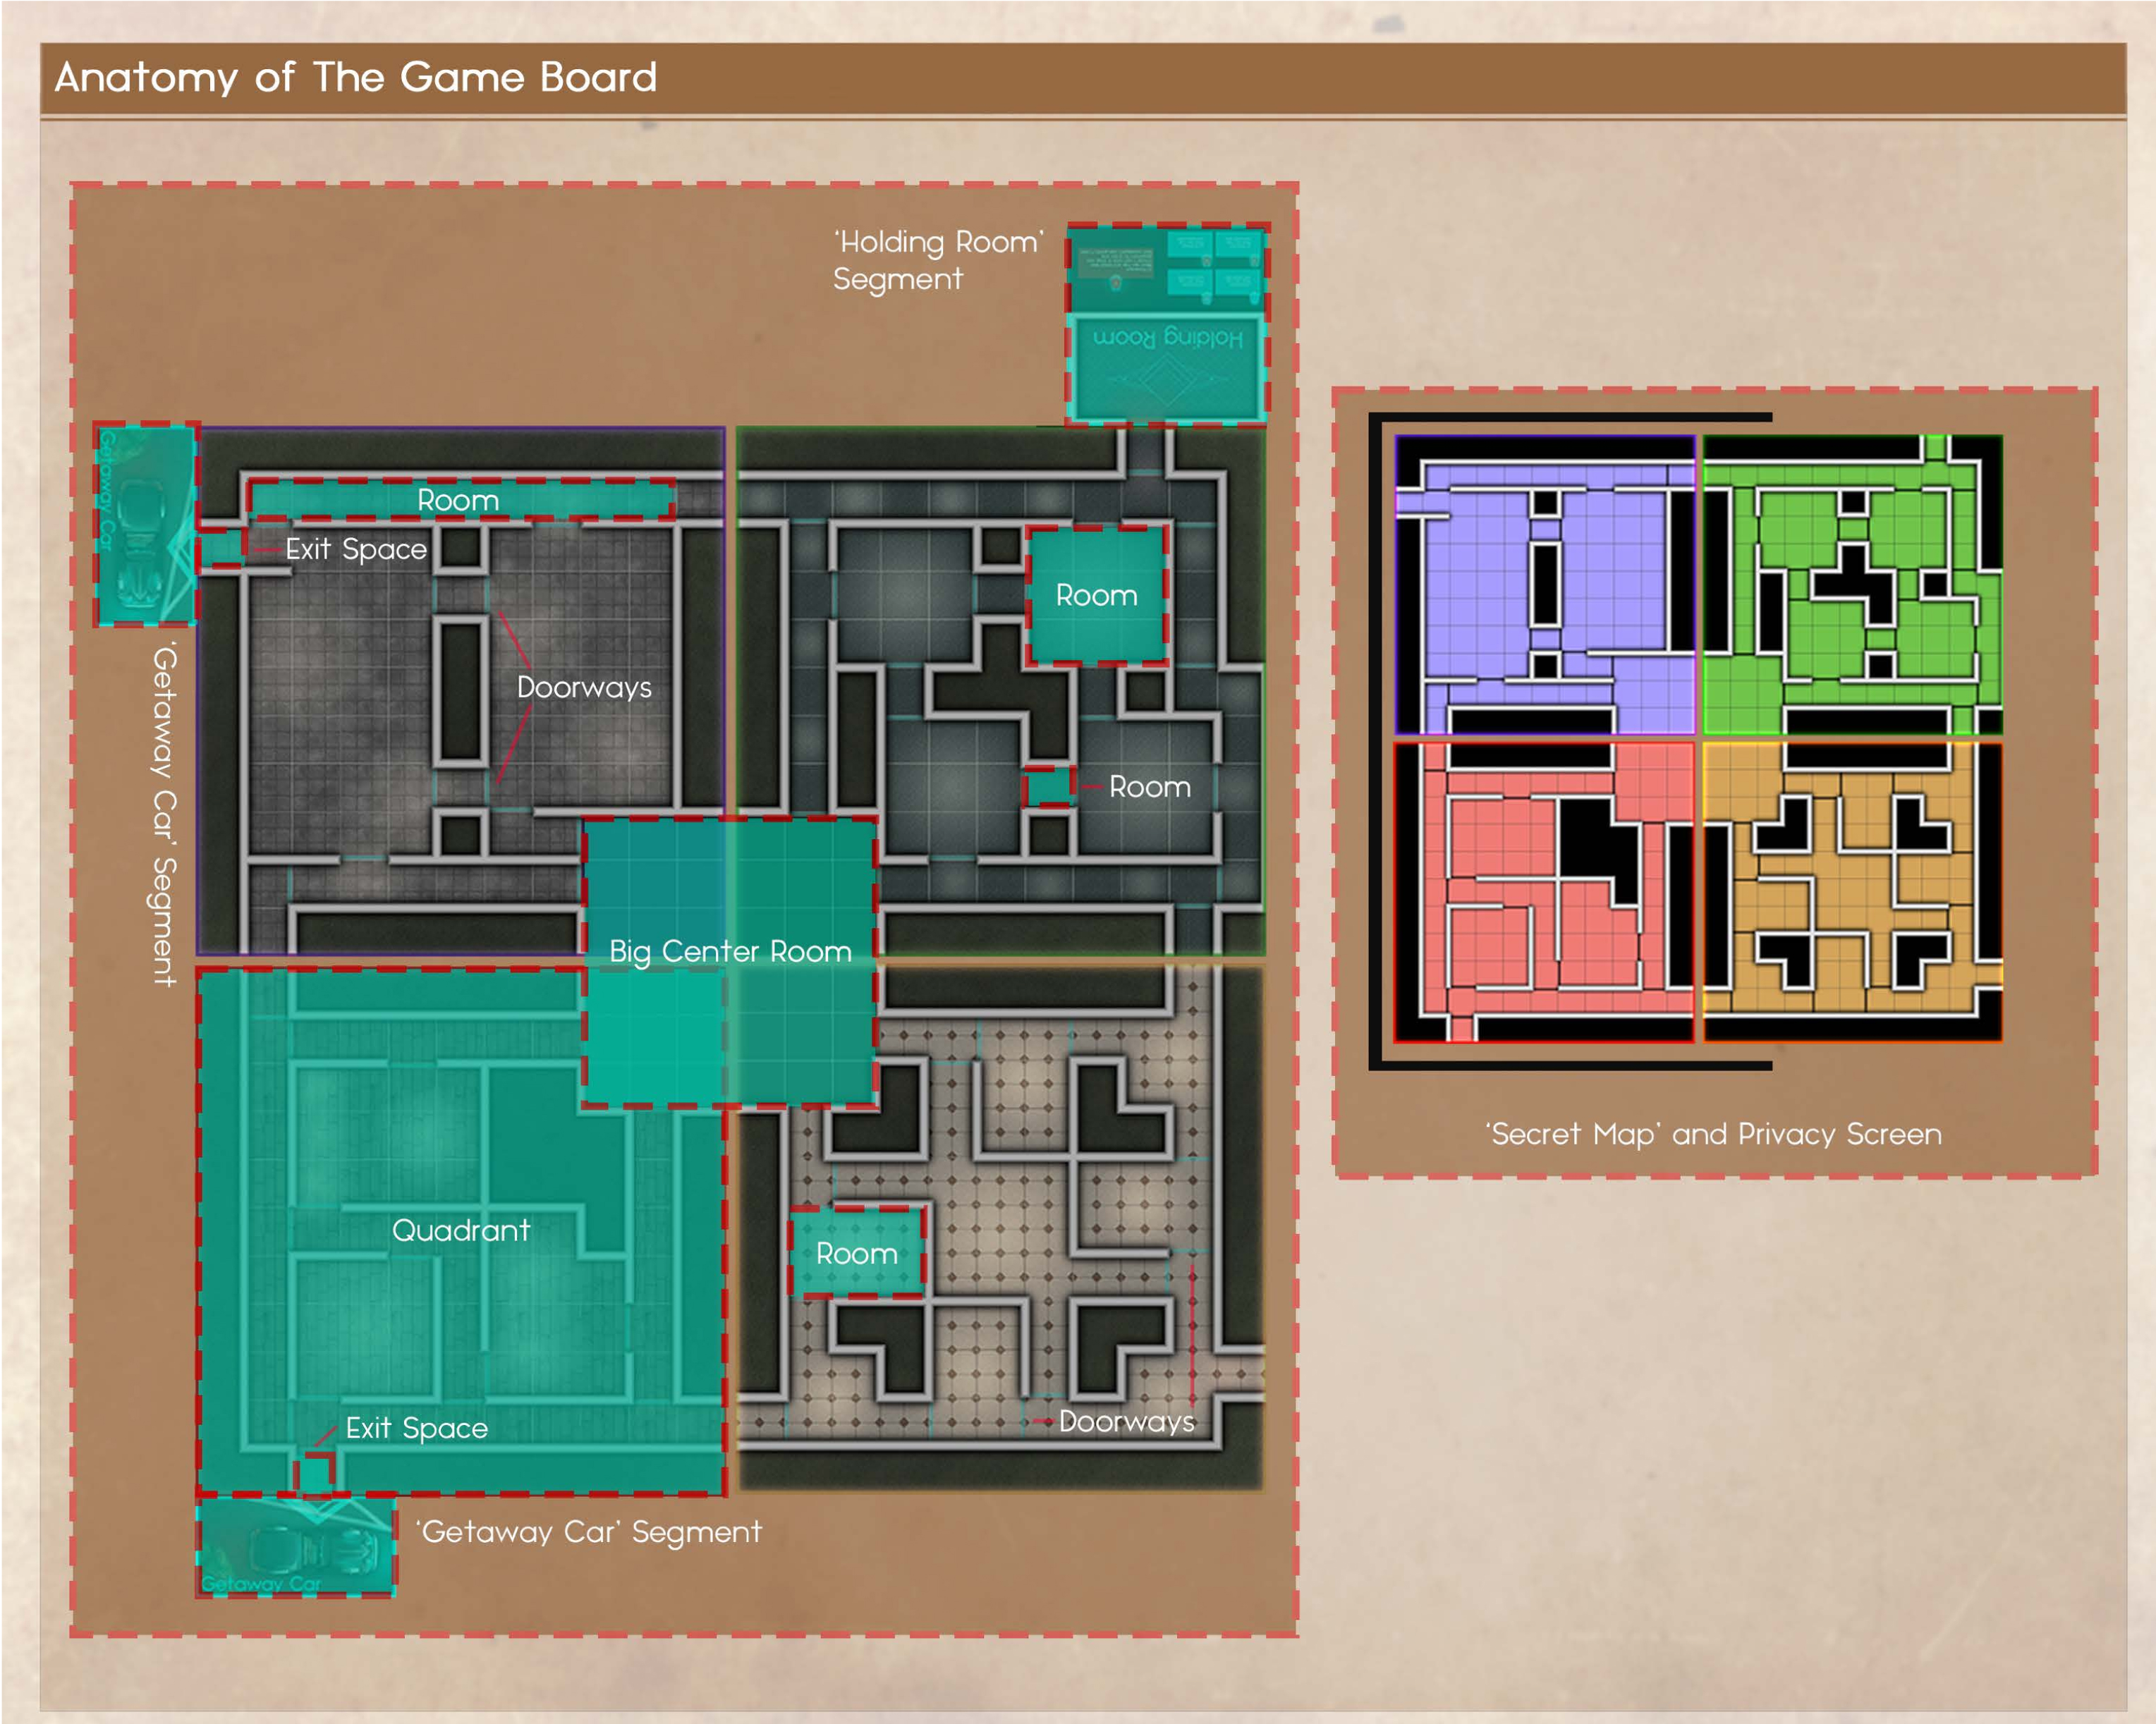 Anatomy of The Game Board
'Holding Room'
Segment
Holding Room
Getaway Car
Room
Exit Space
Room
Doorways
'Getaway Car' Segment
Room
Big Center Room
'Secret Map' and Privacy Screen
Quadrant
Room
Exit Space
Doorways
'Getaway Car' Segment
Getaway Car